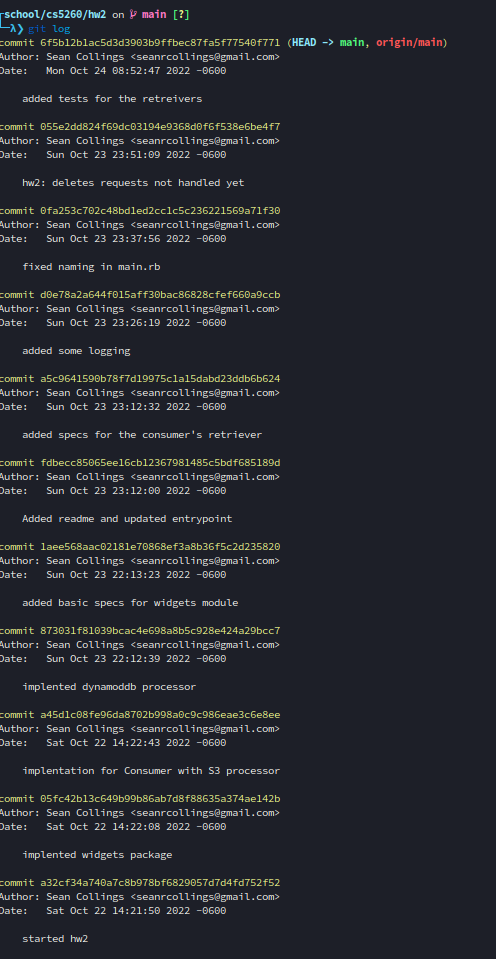 school/cs5260/hw2 on main [?]
λ❯ git log
commit 6f5b12b1ac5d3d3903b9ffbec87fa5f77540f771 (HEAD -> main, origin/main)
Author: Sean Collings <seanrcollings@gmail.com>
Date:   Mon Oct 24 08:52:47 2022 -0600
added tests for the retreivers
commit 055e2dd824f69dc03194e9368d0f6f538e6be4f7
Author: Sean Collings <seanrcollings@gmail.com>
Date:   Sun Oct 23 23:51:09 2022 -0600
hw2: deletes requests not handled yet
commit 0fa253c702c48bd1ed2cc1c5c236221569a71f30
Author: Sean Collings <seanrcollings@gmail.com>
Date:   Sun Oct 23 23:37:56 2022 -0600
fixed naming in main.rb
commit d0e78a2a644f015aff30bac86828cfef660a9ccb
Author: Sean Collings <seanrcollings@gmail.com>
Date:   Sun Oct 23 23:26:19 2022 -0600
added some logging
commit a5c9641590b78f7d19975c1a15dabd23ddb6b624
Author: Sean Collings <seanrcollings@gmail.com>
Date:   Sun Oct 23 23:12:32 2022 -0600
added specs for the consumer's retriever
commit fdbecc85065ee16cb12367981485c5bdf685189d
Author: Sean Collings <seanrcollings@gmail.com>
Date:   Sun Oct 23 23:12:00 2022 -0600
Added readme and updated entrypoint
commit 1aee568aac02181e70868ef3a8b36f5c2d235820
Author: Sean Collings <seanrcollings@gmail.com>
Date:   Sun Oct 23 22:13:23 2022 -0600
added basic specs for widgets module
commit 873031f81039bcac4e698a8b5c928e424a29bcc7
Author: Sean Collings <seanrcollings@gmail.com>
Date:   Sun Oct 23 22:12:39 2022 -0600
implented dynamoddb processor
commit a45d1c08fe96da8702b998a0c9c986eae3c6e8ee
Author: Sean Collings <seanrcollings@gmail.com>
Date:   Sat Oct 22 14:22:43 2022 -0600
implentation for Consumer with S3 processor
commit 05fc42b13c649b99b86ab7d8f88635a374ae142b
Author: Sean Collings <seanrcollings@gmail.com>
Date:   Sat Oct 22 14:22:08 2022 -0600
implented widgets package
commit a32cf34a740a7c8b978bf6829057d7d4fd752f52
Author: Sean Collings <seanrcollings@gmail.com>
Date:   Sat Oct 22 14:21:50 2022 -0600
started hw2